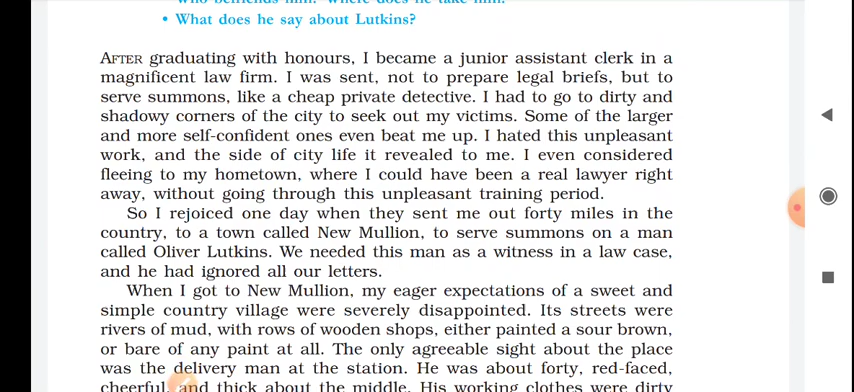 Who befriends him? Where does he take him?
• What does he say about Lutkins?
AFTER graduating with honours, I became a junior assistant clerk in a
magnificent law firm. I was sent, not to prepare legal briefs, but to
serve summons, like a cheap private detective. I had to go to dirty and
shadowy corners of the city to seek out my victims. Some of the larger
and more self-confident ones even beat me up. I hated this unpleasant
work, and the side of city life it revealed to me. I even considered
fleeing to my hometown, where I could have been a real lawyer right
away, without going through this unpleasant training period.
So I rejoiced one day when they sent me out forty miles in the
country, to a town called New Mullion, to serve summons on a man
called Oliver Lutkins. We needed this man as a witness in a law case,
and he had ignored all our letters.
When I got to New Mullion, my eager expectations of a sweet and
simple country village were severely disappointed. Its streets were
rivers of mud, with rows of wooden shops, either painted a sour brown,
or bare of any paint at all. The only agreeable sight about the place
was the delivery man at the station. He was about forty, red-faced,
cheerful, and thick about the middle. His working clothes were dirty